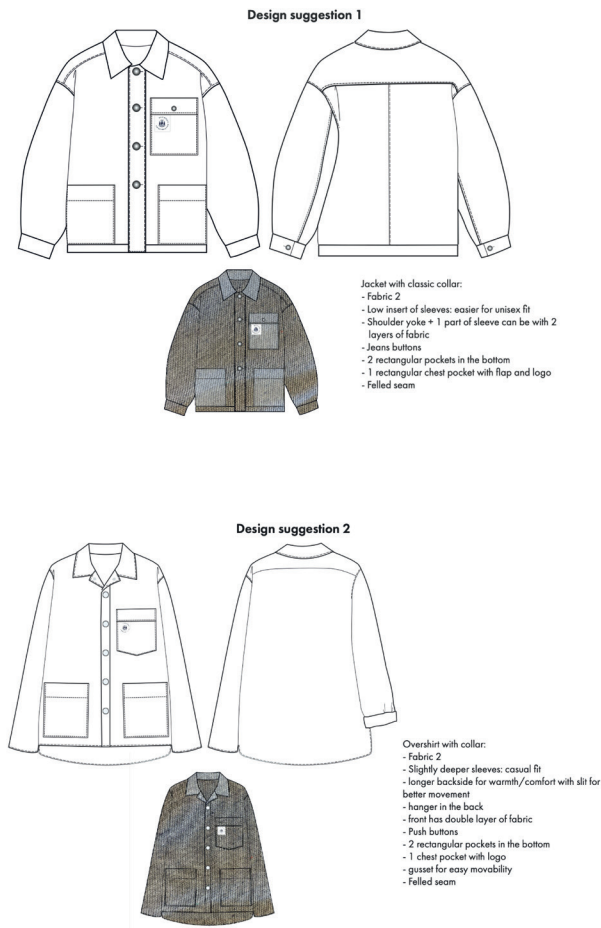 Design suggestion 1
Jacket with classic collar:
- Fabric 2
- Low insert of sleeves: easier for unisex fit
- Shoulder yoke + 1 part of sleeve can be with 2
layers of fabric
- Jeans buttons
- 2 rectangular pockets in the bottom
- 1 rectangular chest pocket with flap and logo
- Felled seam
Design suggestion 2
Overshirt with collar:
- Fabric 2
- Slightly deeper sleeves: casual fit
- longer backside for warmth/comfort with slit for
better movement
- hanger in the back
- front has double layer of fabric
- Push buttons
- 2 rectangular pockets in the bottom
- 1 chest pocket with logo
- gusset for easy movability
- Felled seam